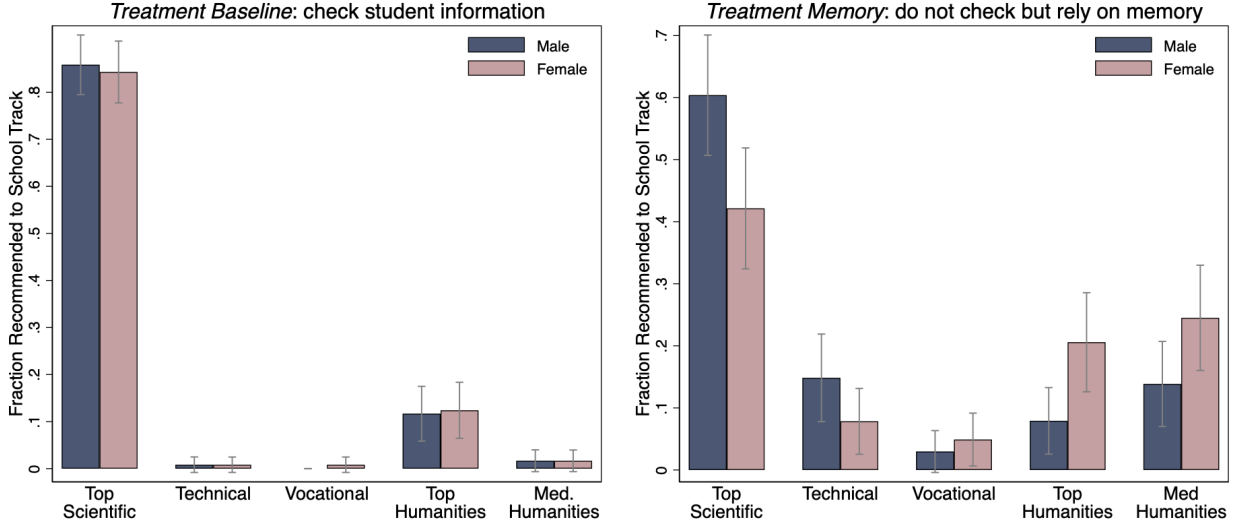 Treatment Baseline: check student information
Fraction Recommended to School Track
.8
.7
.6
.5
.4
.3
.2
.1
0
Male
Female
Top
Scientific
Technical
Vocational
Top
Humanities
Med.
Humanities
Treatment Memory: do not check but rely on memory
Fraction Recommended to School Track
.7
.6
.5
.4
.3
.2
.1
0
Male
Female
Top
Scientific
Technical
Vocational
Top
Humanities
Med
Humanities